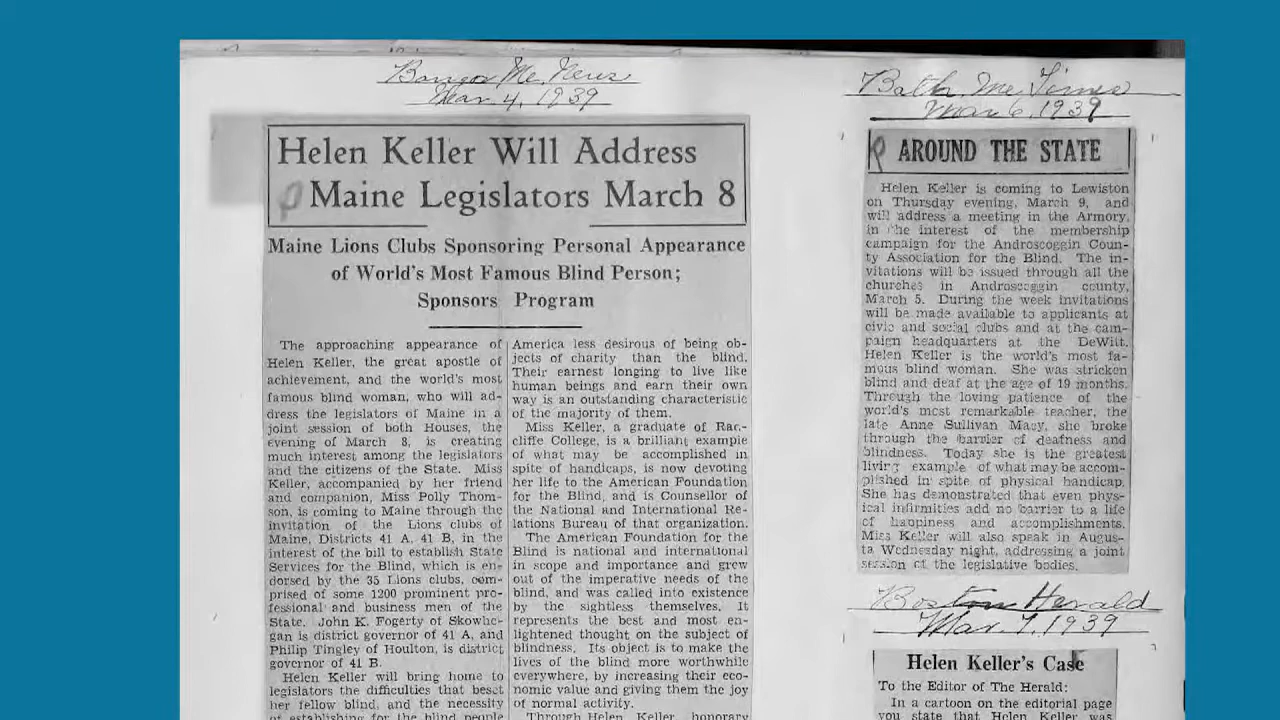 Bangor Me. News
Mar. 4, 1939
Helen Keller Will Address
Maine Legislators March 8
Maine Lions Clubs Sponsoring Personal Appearance
of World's Most Famous Blind Person;
Sponsors Program
The approaching appearance of
Helen Keller, the great apostle of
achievement, and the world's most
famous blind woman, who will ad-
dress the legislators of Maine in a
joint session of both Houses, the
evening of March 8, is creating
much interest among the legislators
and the citizens of the State. Miss
Keller, accompanied by her friend
and companion, Miss Polly Thom-
son, is coming to Maine through the
invitation of the Lions clubs of
Maine, Districts 41 A, 41 B, in the
interest of the bill to establish State
Services for the Blind, which is en-
dorsed by the 35 Lions clubs, com-
prised of some 1200 prominent pro-
fessional and business men of the
State. John K. Fogerty of Skowhe-
gan is district governor of 41 A, and
Philip Tingley of Houlton, is district
governor of 41 B.
Helen Keller will bring home to
legislators the difficulties that beset
her fellow blind, and the necessity
of establishing for the blind people
America less desirous of being ob-
jects of charity than the blind.
Their earnest longing to live like
human beings and earn their own
way is an outstanding characteristic
of the majority of them.
Miss Keller, a graduate of Rac-
cliffe College, is a brilliant example
of what may be accomplished in
spite of handicaps, is now devoting
her life to the American Foundation
for the Blind, and is Counsellor of
the National and International Re-
lations Bureau of that organization.
The American Foundation for the
Blind is national and international
in scope and importance and grew
out of the imperative needs of the
blind, and was called into existence
by the sightless themselves. It
represents the best and most en-
lightened thought on the subject of
blindness. Its object is to make the
lives of the blind more worthwhile
everywhere, by increasing their eco-
nomic value and giving them the joy
of normal activity.
Through Helen Keller, honorary
Bath, Me Times
Mar 6, 1939
AROUND THE STATE
Helen Keller is coming to Lewiston
on Thursday evening, March 9, and
will address a meeting in the Armory,
in the interest of the membership
campaign for the Androscoggin Coun-
ty Association for the Blind. The in-
vitations will be issued through all the
churches in Androscoggin county,
March 5. During the week invitations
will be made available to applicants at
civic and social clubs and at the cam-
paign headquarters at the DeWitt.
Helen Keller is the world's most fa-
mous blind woman. She was stricken
blind and deaf at the age of 19 months.
Through the loving patience of the
world's most remarkable teacher, the
late Anne Sullivan Macy, she broke
through the barrier of deafness and
blindness. Today she is the greatest
living example of what may be accom-
plished in spite of physical handicap.
She has demonstrated that even phys-
ical infirmities add no barrier to a life
of happiness and accomplishments.
Miss Keller will also speak in Augus-
ta Wednesday night, addressing a joint
session of the legislative bodies.
Boston Herald
Mar. 7, 1939
Helen Keller's Case
To the Editor of The Herald:
In a cartoon on the editorial page
you state that Helen Keller was